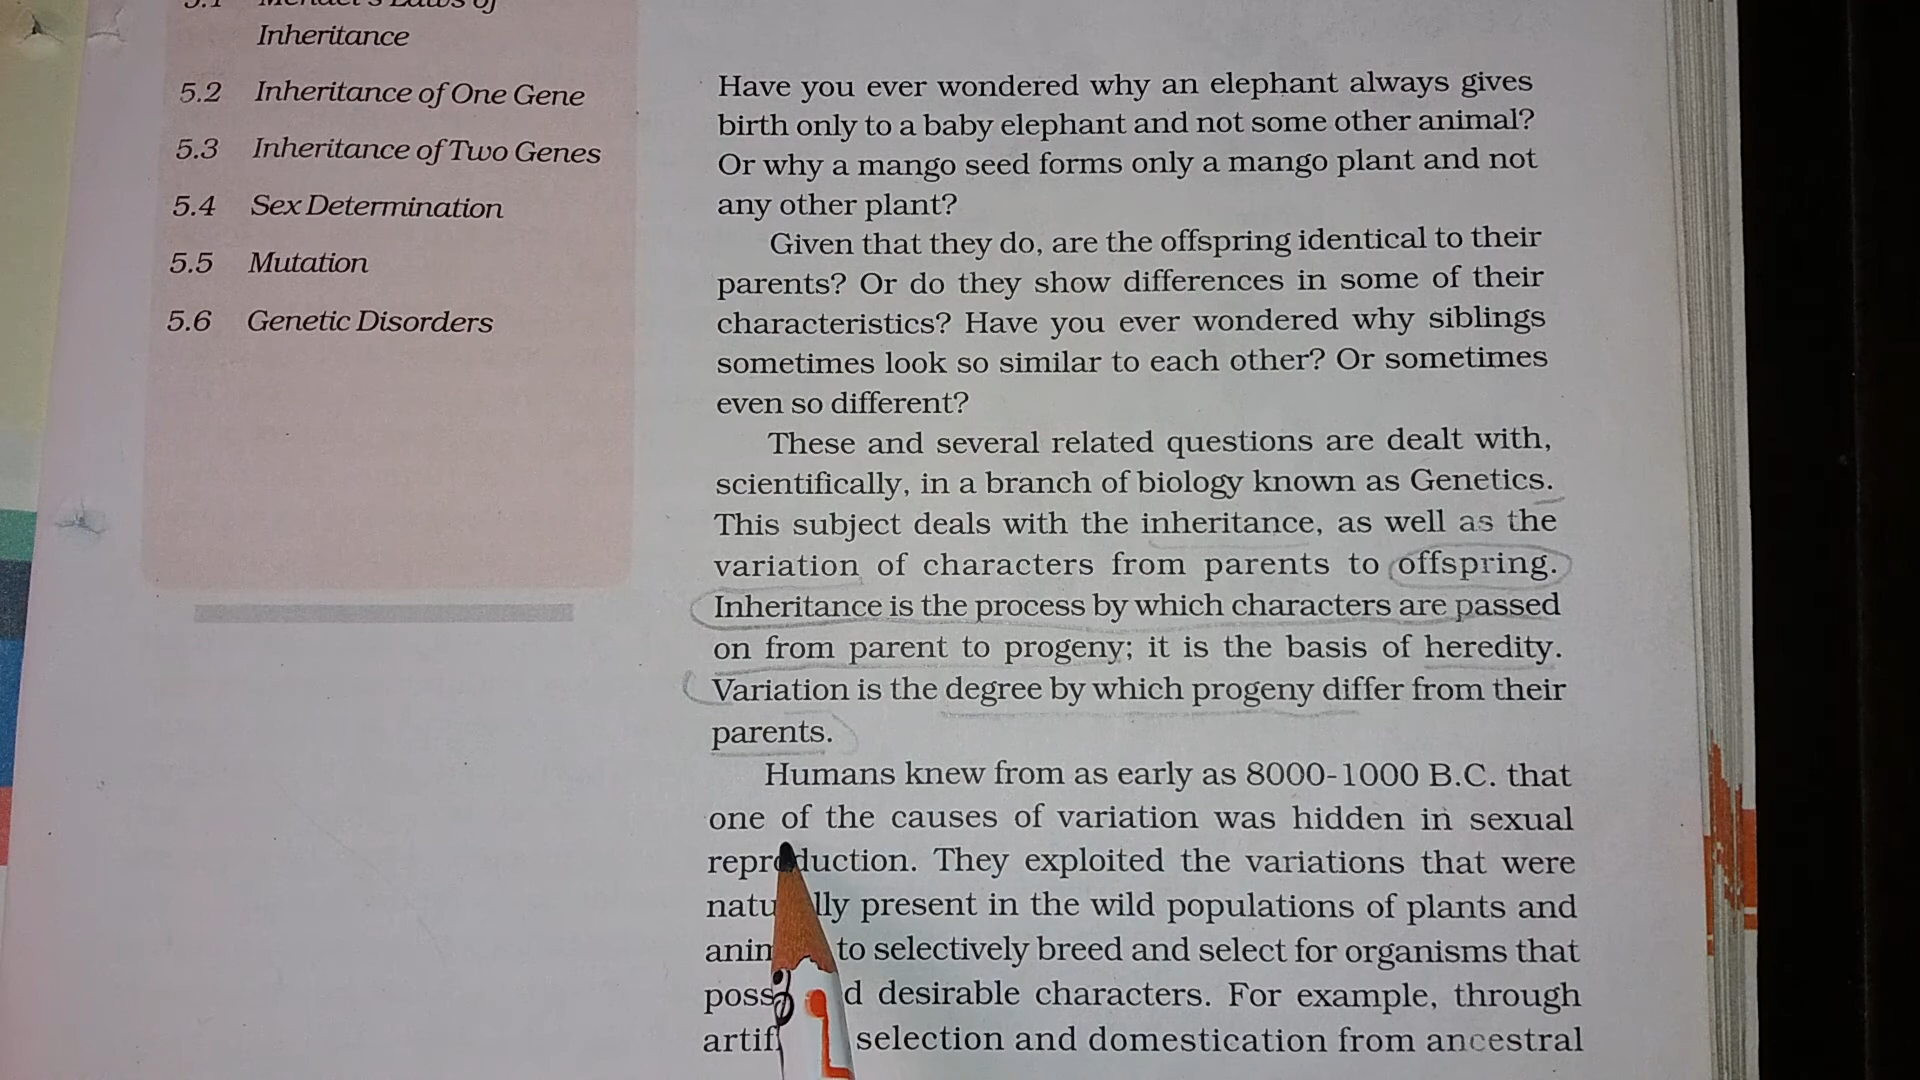 5.1 Mendel's Laws of
Inheritance
5.2 Inheritance of One Gene
5.3 Inheritance of Two Genes
5.4 Sex Determination
5.5 Mutation
5.6 Genetic Disorders
Have you ever wondered why an elephant always gives
birth only to a baby elephant and not some other animal?
Or why a mango seed forms only a mango plant and not
any other plant?
Given that they do, are the offspring identical to their
parents? Or do they show differences in some of their
characteristics? Have you ever wondered why siblings
sometimes look so similar to each other? Or sometimes
even so different?
These and several related questions are dealt with,
scientifically, in a branch of biology known as Genetics.
This subject deals with the inheritance, as well as the
variation of characters from parents to offspring.
Inheritance is the process by which characters are passed
on from parent to progeny; it is the basis of heredity.
Variation is the degree by which progeny differ from their
parents.
Humans knew from as early as 8000-1000 B.C. that
one of the causes of variation was hidden in sexual
reproduction. They exploited the variations that were
present in the wild populations of plants and
to selectively breed and select for organisms that
desirable characters. For example, through
selection and domestication from ancestral